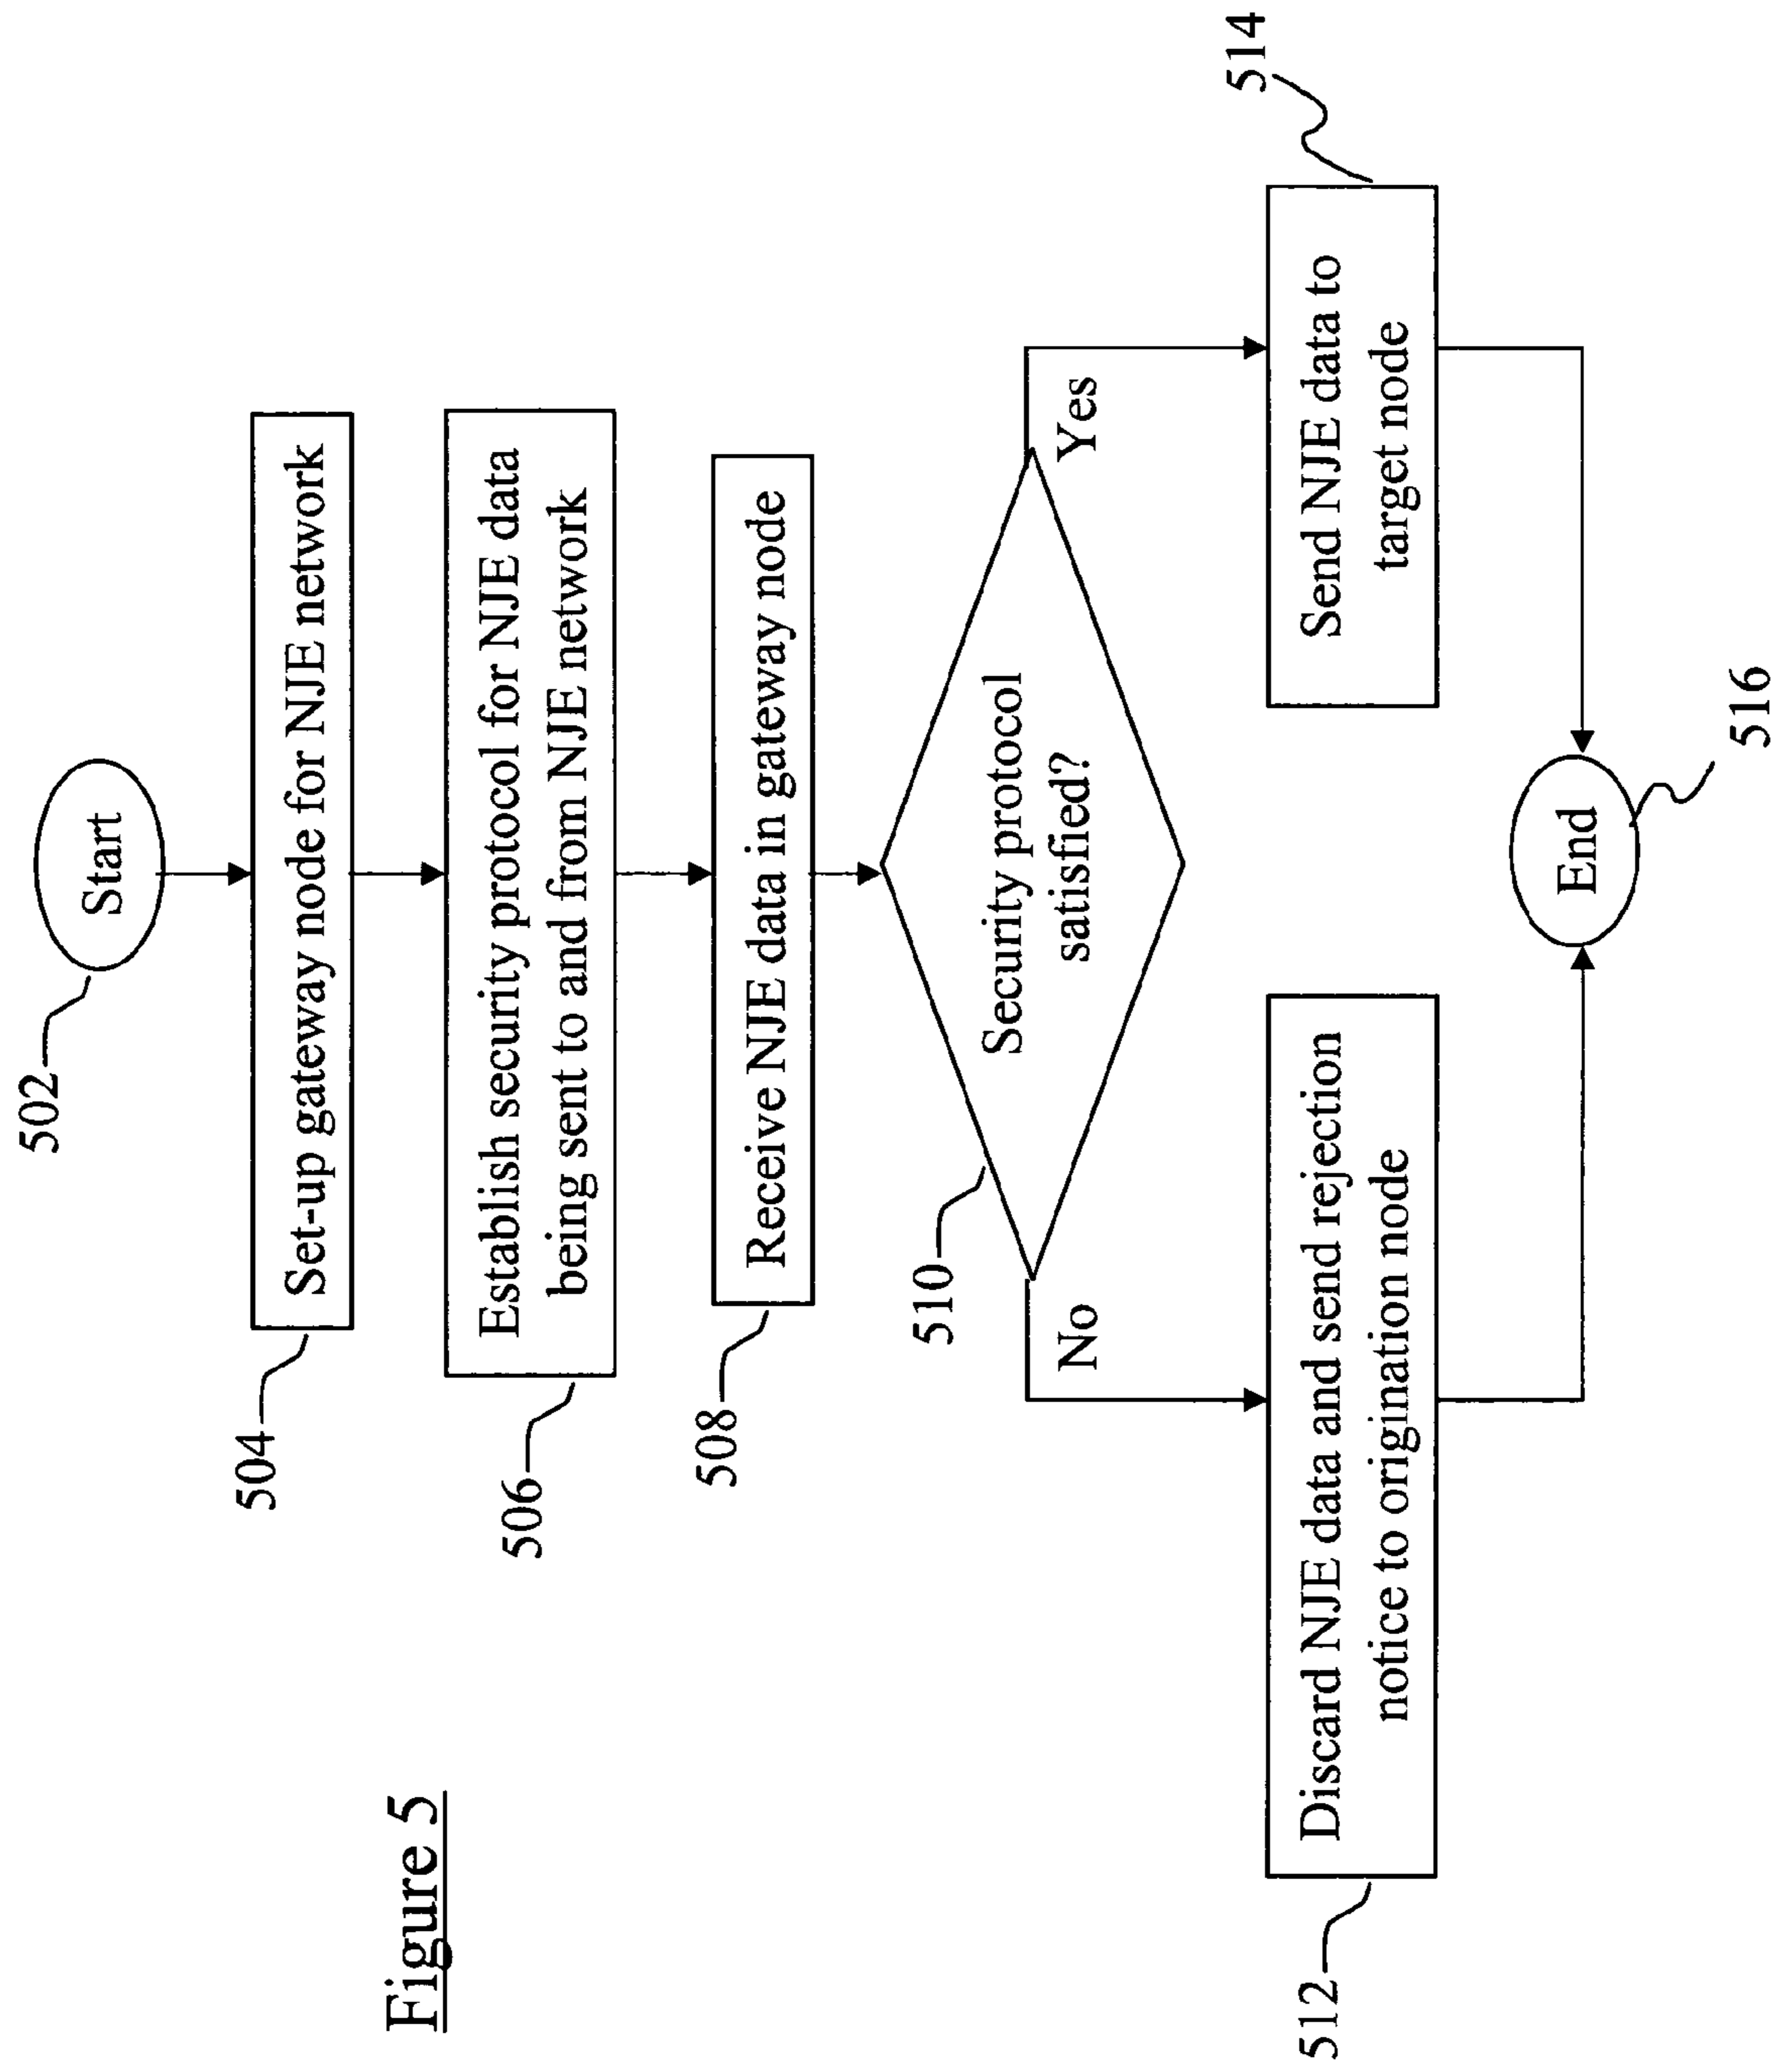 Figure 5
502
Start
504
Set-up gateway node for NJE network
506
Establish security protocol for NJE data
being sent to and from NJE network
508
Receive NJE data in gateway node
510
Security protocol
satisfied?
No
Yes
512
Discard NJE data and send rejection
notice to origination node
514
Send NJE data to
target node
End
516